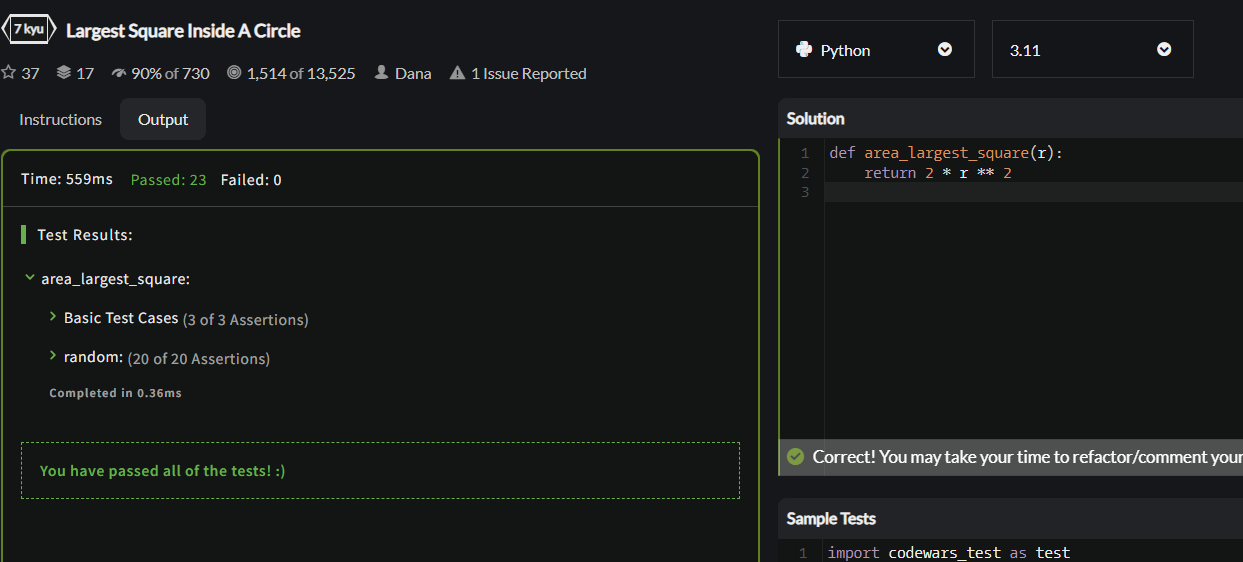 7 kyu Largest Square Inside A Circle
37 17 90% of 730 1,514 of 13,525 Dana 1 Issue Reported
Instructions Output
Time: 559ms Passed: 23 Failed: 0
Test Results:
area_largest_square:
Basic Test Cases (3 of 3 Assertions)
random: (20 of 20 Assertions)
Completed in 0.36ms
You have passed all of the tests! :)
Python 3.11
Solution
1 def area_largest_square(r):
2 return 2 * r ** 2
3
Correct! You may take your time to refactor/comment your
Sample Tests
1 import codewars_test as test